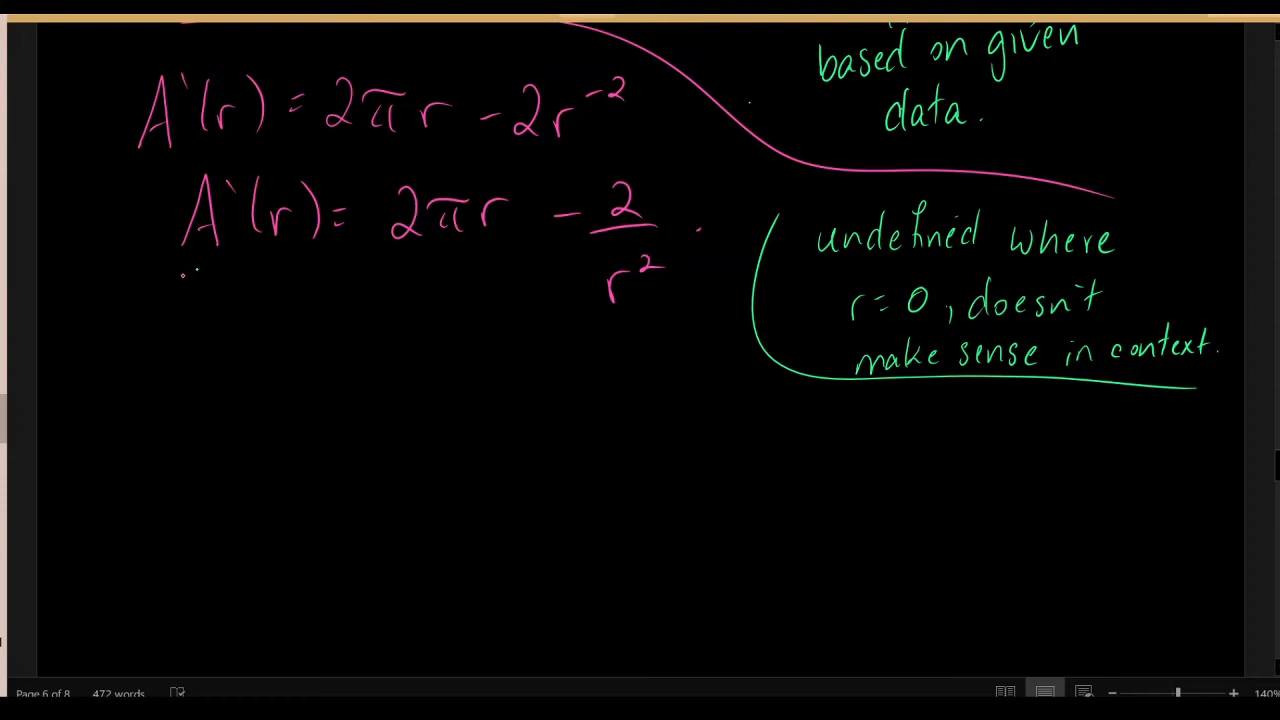 based on given
data.
A'(r) = 2πr - 2r⁻²
A'(r) = 2πr - 2/r².
undefined where
r = 0, doesn't
make sense in context.
Page 6 of 8 472 words 140%